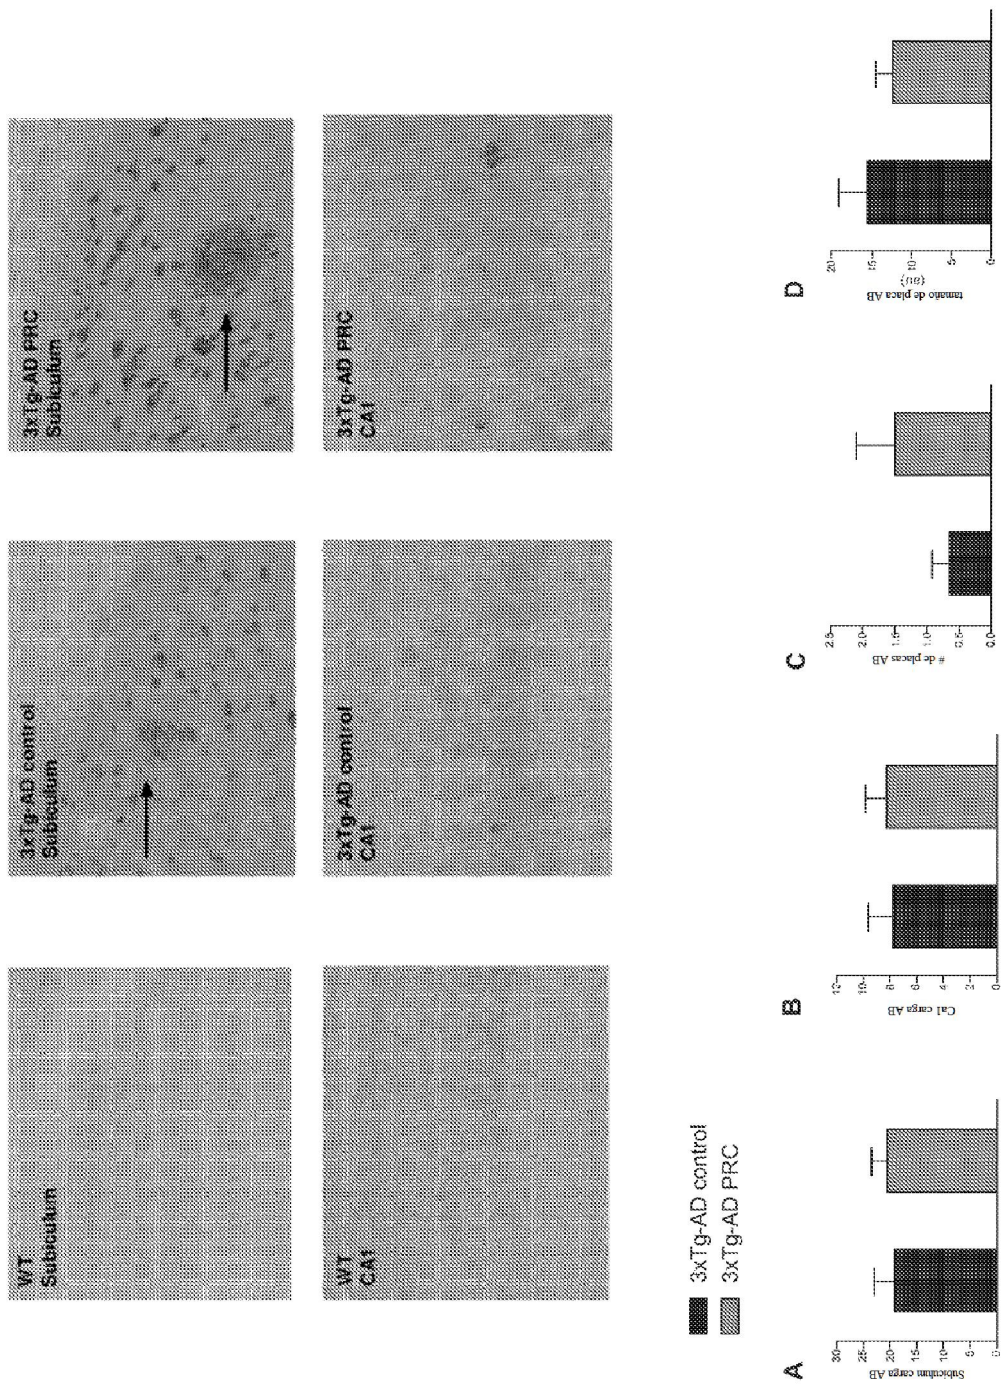 WT
Subiculum
3xTg-AD control
Subiculum
3xTg-AD PRC
Subiculum
WT
CA1
3xTg-AD control
CA1
3xTg-AD PRC
CA1
3xTg-AD control
3xTg-AD PRC
A
Subiculum carga AB
30
25
20
15
10
5
0
B
Ca1 carga AB
12
10
8
6
4
2
0
C
# de placas AB
2.5
2.0
1.5
1.0
0.5
0.0
D
tamaño de placa AB
(au)
20
15
10
5
0